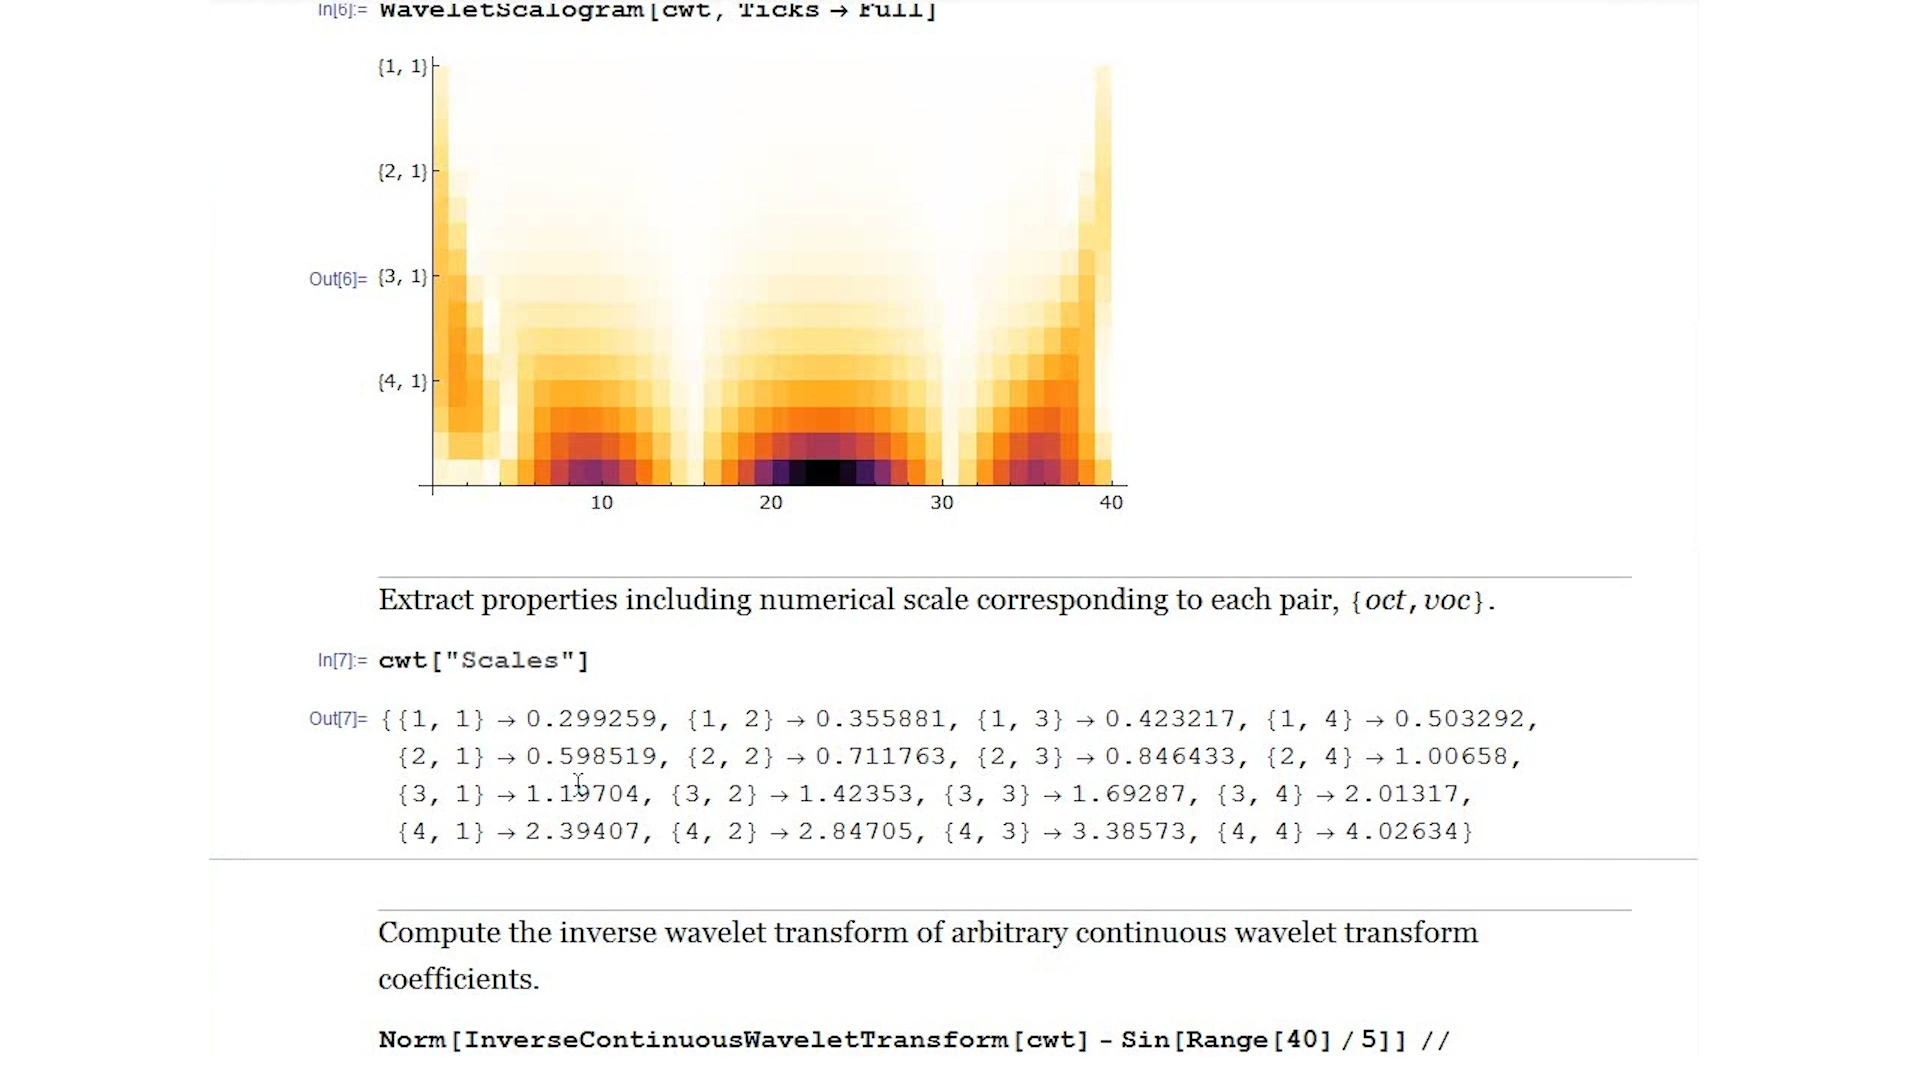 In[6]:= WaveletScalogram[cwt, Ticks → Full]
{1, 1}
{2, 1}
Out[6]= {3, 1}
{4, 1}
10 20 30 40
Extract properties including numerical scale corresponding to each pair, {oct, voc}.
In[7]:= cwt["Scales"]
Out[7]= {{1, 1} → 0.299259, {1, 2} → 0.355881, {1, 3} → 0.423217, {1, 4} → 0.503292,
{2, 1} → 0.598519, {2, 2} → 0.711763, {2, 3} → 0.846433, {2, 4} → 1.00658,
{3, 1} → 1.19704, {3, 2} → 1.42353, {3, 3} → 1.69287, {3, 4} → 2.01317,
{4, 1} → 2.39407, {4, 2} → 2.84705, {4, 3} → 3.38573, {4, 4} → 4.02634}
Compute the inverse wavelet transform of arbitrary continuous wavelet transform
coefficients.
Norm[InverseContinuousWaveletTransform[cwt] - Sin[Range[40] / 5]] //